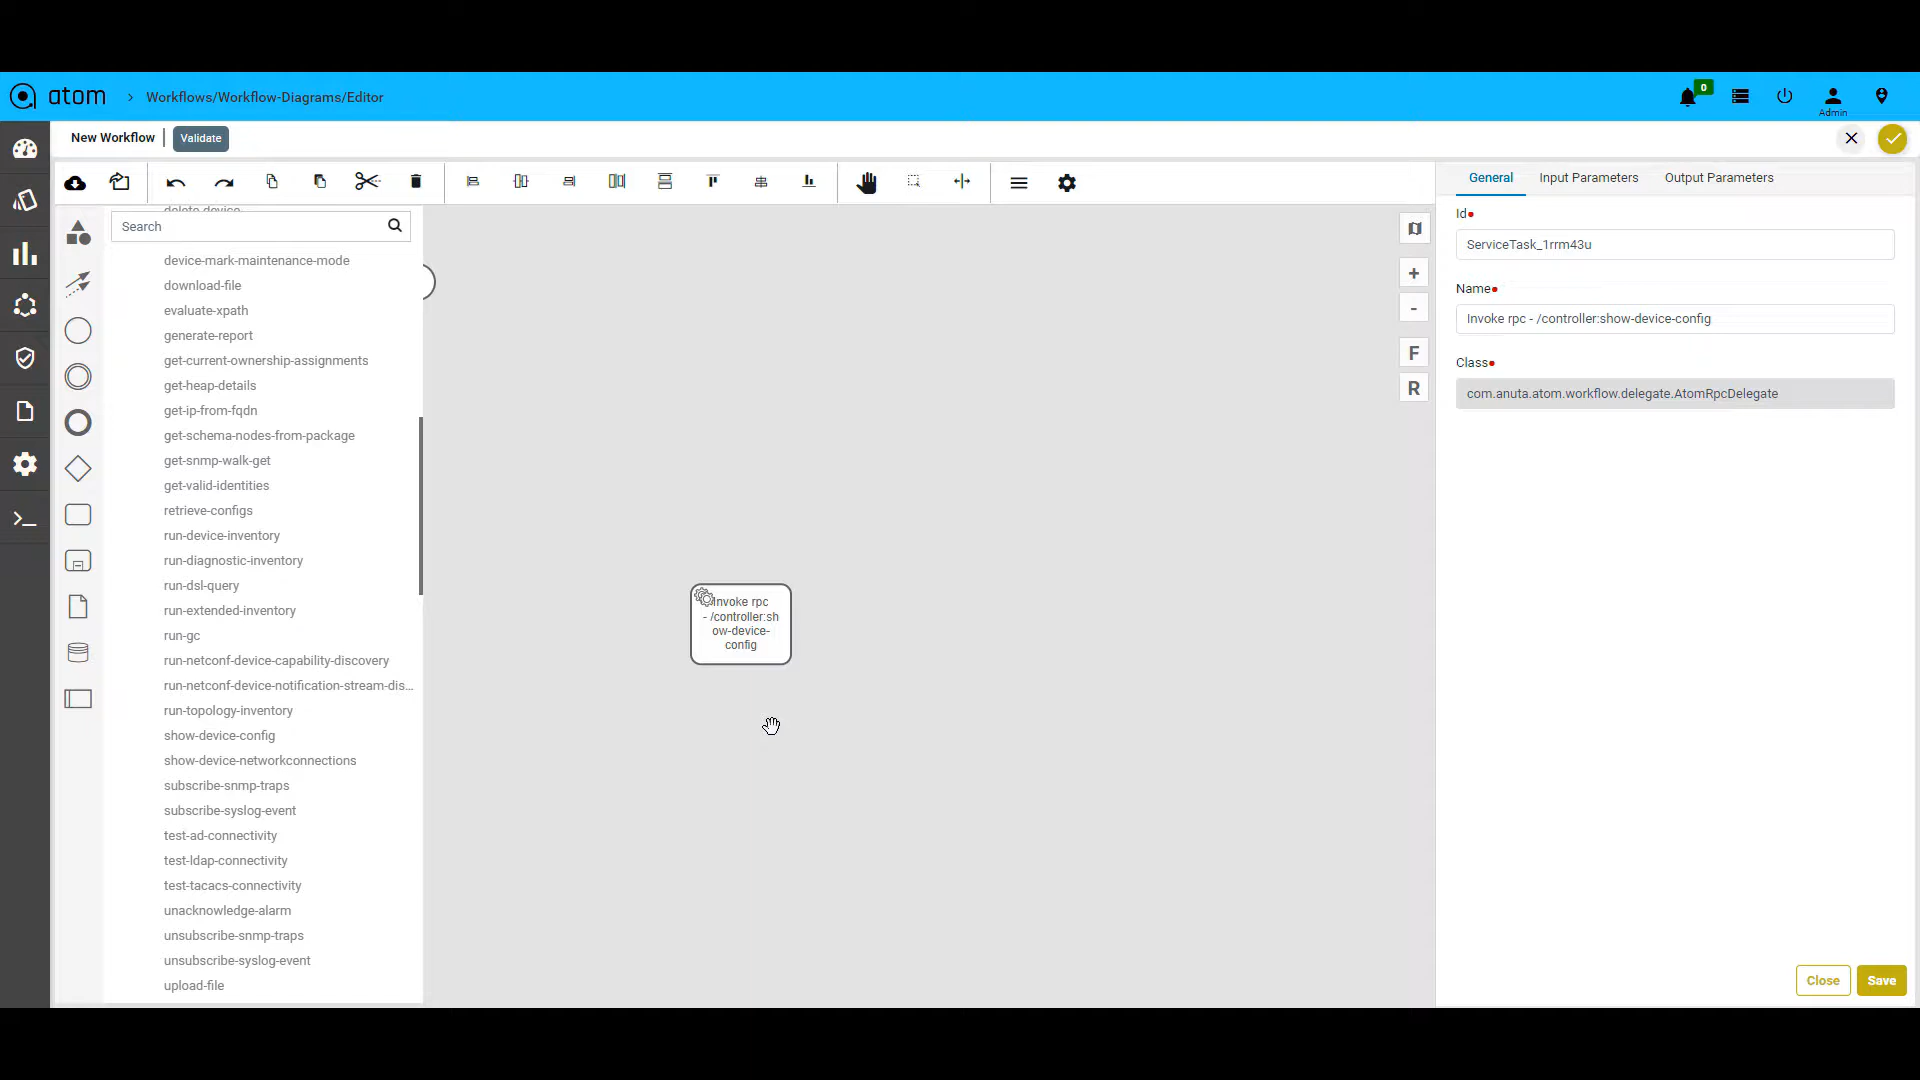 atom
Workflows/Workflow-Diagrams/Editor
0
Admin
New Workflow
Validate
General
Input Parameters
Output Parameters
delete device
Search
device-mark-maintenance-mode
download-file
evaluate-xpath
generate-report
get-current-ownership-assignments
get-heap-details
get-ip-from-fqdn
get-schema-nodes-from-package
get-snmp-walk-get
get-valid-identities
retrieve-configs
run-device-inventory
run-diagnostic-inventory
run-dsl-query
run-extended-inventory
run-gc
run-netconf-device-capability-discovery
run-netconf-device-notification-stream-dis...
run-topology-inventory
show-device-config
show-device-networkconnections
subscribe-snmp-traps
subscribe-syslog-event
test-ad-connectivity
test-ldap-connectivity
test-tacacs-connectivity
unacknowledge-alarm
unsubscribe-snmp-traps
unsubscribe-syslog-event
upload-file
Invoke rpc
- /controller:sh
ow-device-
config
+
-
F
R
Id
ServiceTask_1rrm43u
Name
Invoke rpc - /controller:show-device-config
Class
com.anuta.atom.workflow.delegate.AtomRpcDelegate
Close
Save